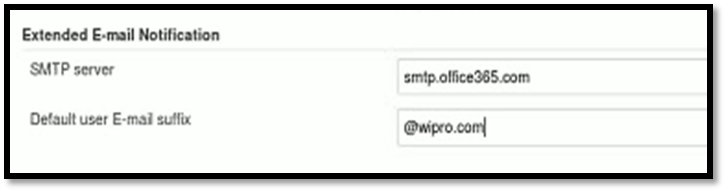 Extended E-mail Notification
SMTP server
smtp.office365.com
Default user E-mail suffix
@wipro.com